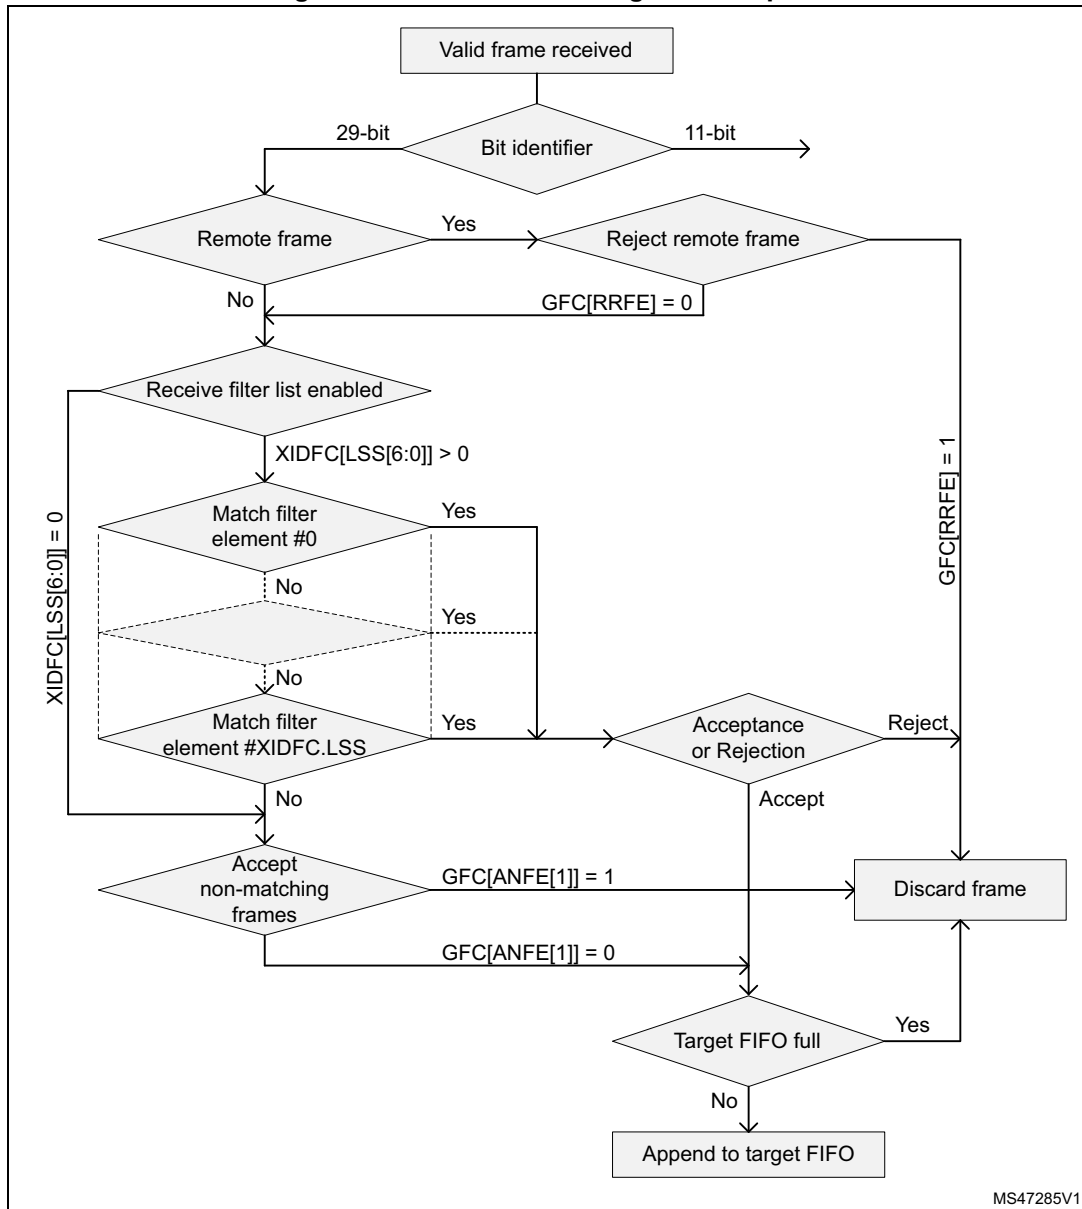 Valid frame received
29-bit
11-bit
Bit identifier
Remote frame
Yes
Reject remote frame
No
GFC[RRFE] = 0
Receive filter list enabled
XIDFC[LSS[6:0]] > 0
GFC[RRFE] = 1
XIDFC[LSS[6:0]] = 0
Match filter
element #0
Yes
No
Yes
No
Match filter
element #XIDFC.LSS
Yes
Acceptance
or Rejection
Reject
No
Accept
Accept
non-matching
frames
GFC[ANFE[1]] = 1
Discard frame
GFC[ANFE[1]] = 0
Target FIFO full
Yes
No
Append to target FIFO
MS47285V1